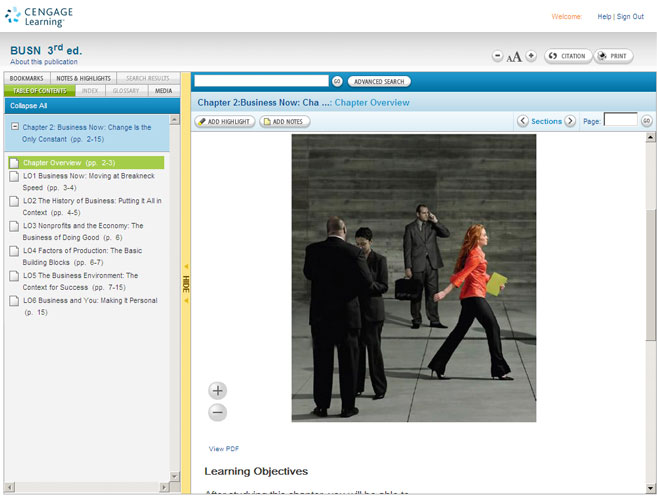 CENGAGE
Learning™
Welcome:
Help | Sign Out
BUSN 3rd ed.
About this publication
AA
CITATION
PRINT
BOOKMARKS
NOTES & HIGHLIGHTS
SEARCH RESULTS
TABLE OF CONTENTS
INDEX
GLOSSARY
MEDIA
Collapse All
Chapter 2: Business Now: Change Is the
Only Constant (pp. 2-15)
Chapter Overview (pp. 2-3)
LO1 Business Now: Moving at Breakneck
Speed (pp. 3-4)
LO2 The History of Business: Putting It All in
Context (pp. 4-5)
LO3 Nonprofits and the Economy: The
Business of Doing Good (p. 6)
LO4 Factors of Production: The Basic
Building Blocks (pp. 6-7)
LO5 The Business Environment: The
Context for Success (pp. 7-15)
LO6 Business and You: Making It Personal
(p. 15)
HIDE
GO
ADVANCED SEARCH
Chapter 2:Business Now: Cha ...: Chapter Overview
ADD HIGHLIGHT
ADD NOTES
Sections
Page:
GO
View PDF
Learning Objectives
After studying this chapter, you will be able to